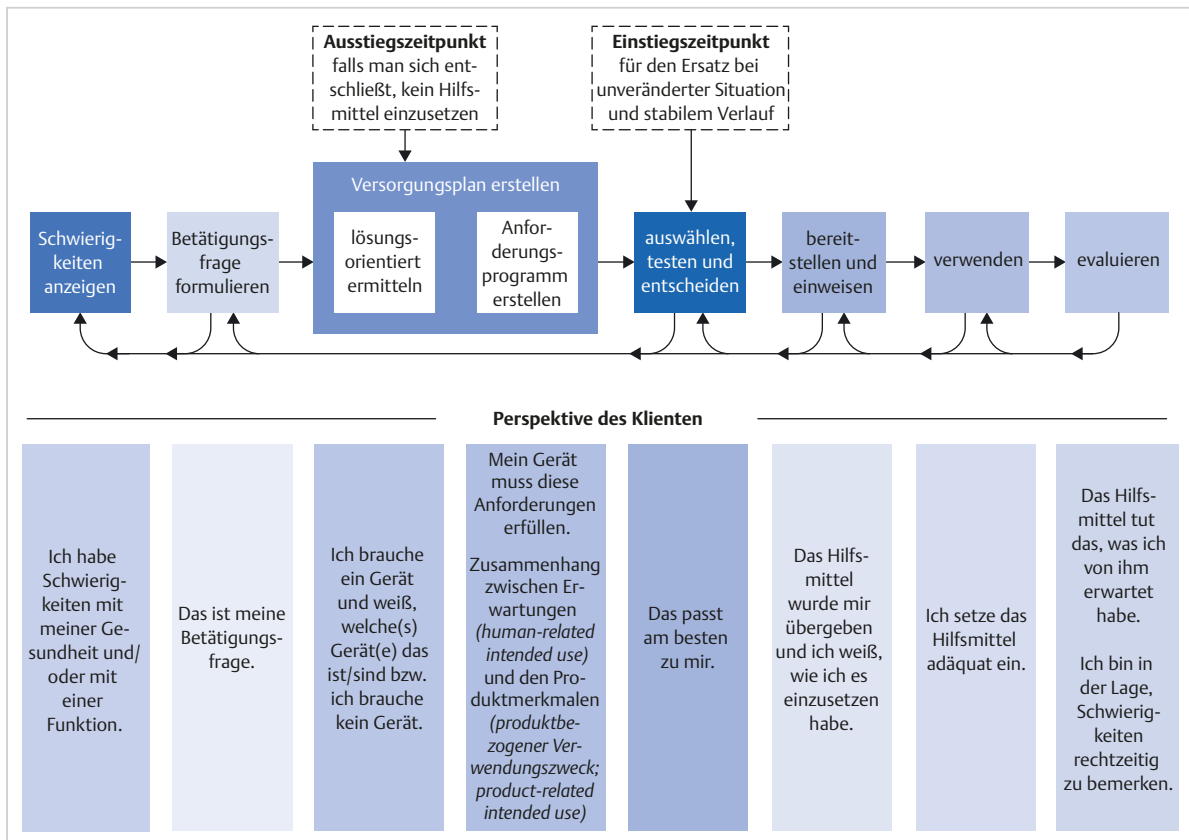 Ausstiegszeitpunkt
falls man sich ent-
schließt, kein Hilfs-
mittel einzusetzen
Einstiegszeitpunkt
für den Ersatz bei
unveränderter Situation
und stabilem Verlauf
Versorgungsplan erstellen
Schwierig-
keiten
anzeigen
Betätigungs-
frage
formulieren
lösungs-
orientiert
ermitteln
Anfor-
derungs-
programm
erstellen
auswählen,
testen und
entscheiden
bereit-
stellen und
einweisen
verwenden
evaluieren
Perspektive des Klienten
Ich habe
Schwierig-
keiten mit
meiner Ge-
sundheit und/
oder mit
einer
Funktion.
Das ist meine
Betätigungs-
frage.
Ich brauche
ein Gerät
und weiß,
welche(s)
Gerät(e) das
ist/sind bzw.
ich brauche
kein Gerät.
Mein Gerät
muss diese
Anforderungen
erfüllen.
Zusammenhang
zwischen Er-
wartungen
(human-related
intended use)
und den Pro-
duktmerkmalen
(produktbe-
zogener Ver-
wendungszweck;
product-related
intended use)
Das passt
am besten
zu mir.
Das Hilfs-
mittel
wurde mir
übergeben
und ich weiß,
wie ich es
einzusetzen
habe.
Ich setze das
Hilfsmittel
adäquat ein.
Das Hilfs-
mittel tut
das, was ich
von ihm
erwartet
habe.
Ich bin in
der Lage,
Schwierig-
keiten
rechtzeitig
zu bemerken.